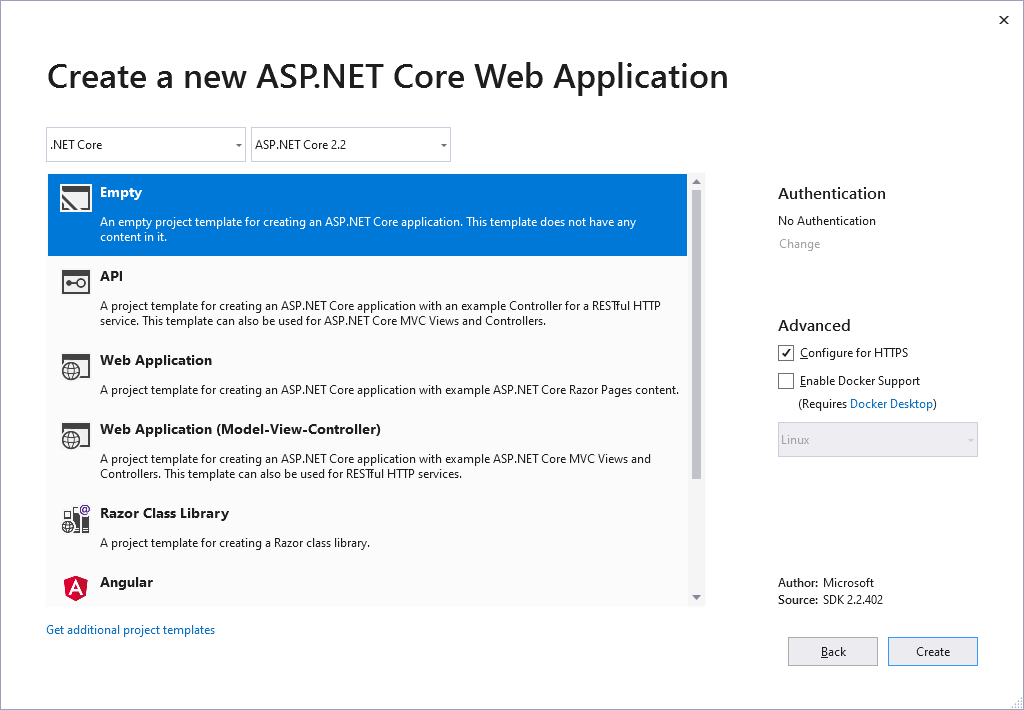 Create a new ASP.NET Core Web Application
.NET Core
ASP.NET Core 2.2
Empty
An empty project template for creating an ASP.NET Core application. This template does not have any
content in it.
API
A project template for creating an ASP.NET Core application with an example Controller for a RESTful HTTP
service. This template can also be used for ASP.NET Core MVC Views and Controllers.
Web Application
A project template for creating an ASP.NET Core application with example ASP.NET Core Razor Pages content.
Web Application (Model-View-Controller)
A project template for creating an ASP.NET Core application with example ASP.NET Core MVC Views and
Controllers. This template can also be used for RESTful HTTP services.
Razor Class Library
A project template for creating a Razor class library.
Angular
Get additional project templates
Authentication
No Authentication
Change
Advanced
Configure for HTTPS
Enable Docker Support
(Requires Docker Desktop)
Linux
Author: Microsoft
Source: SDK 2.2.402
Back
Create